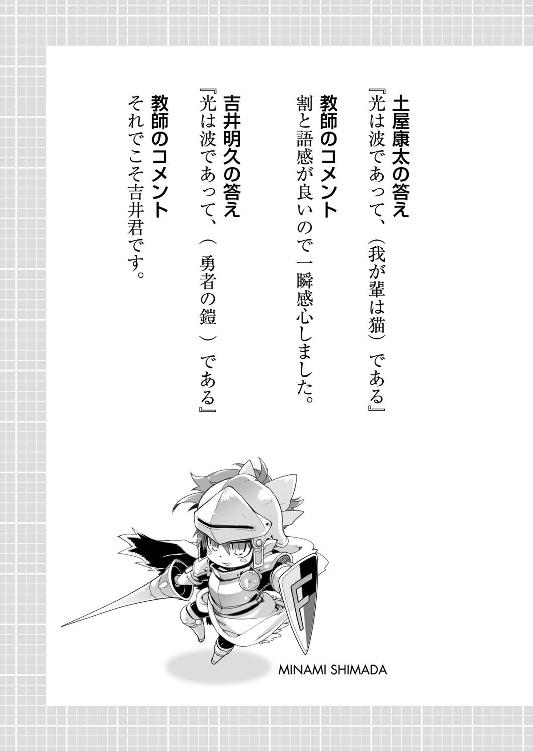 土屋康太の答え
『光は波であって、(我が輩は猫)である』
教師のコメント
割と語感が良いので一瞬感心しました。
吉井明久の答え
『光は波であって、( 勇者の鎧 )である』
教師のコメント
それでこそ吉井君です。
F
MINAMI SHIMADA